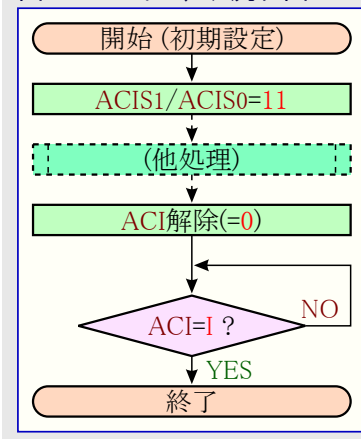 開始 (初期設定)
ACIS1/ACIS0=11
(他処理)
ACI解除(=0)
ACI=I ?
NO
YES
終了